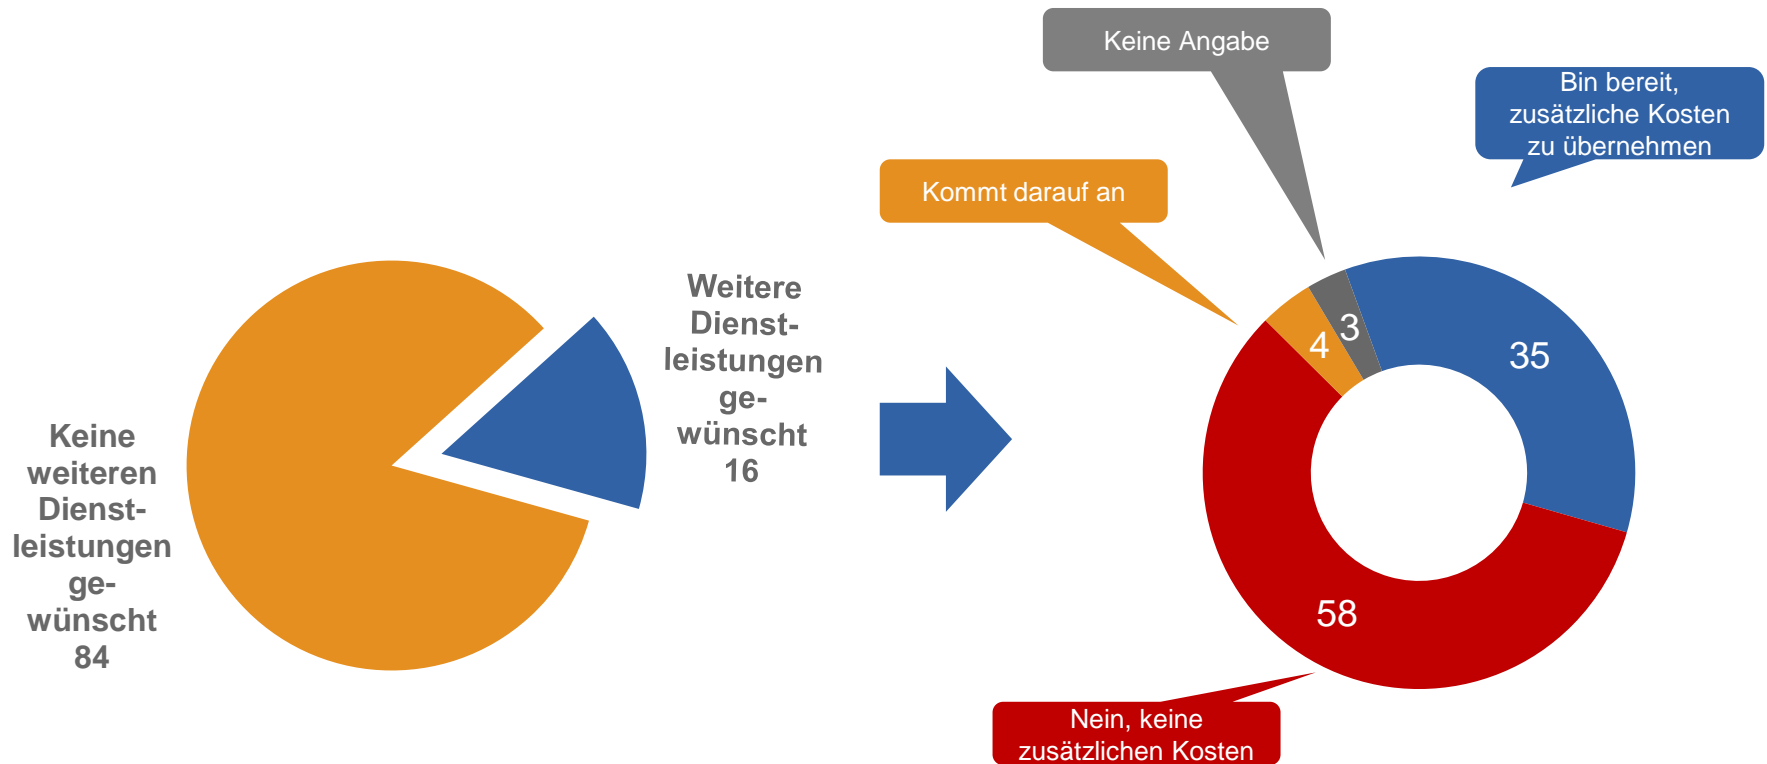 Keine Angabe
Bin bereit,
zusätzliche Kosten
zu übernehmen
Kommt darauf an
Weitere
Dienst-
leistungen
ge-
wünscht
16
Keine
weiteren
Dienst-
leistungen
ge-
wünscht
84
3
4
35
58
Nein, keine
zusätzlichen Kosten